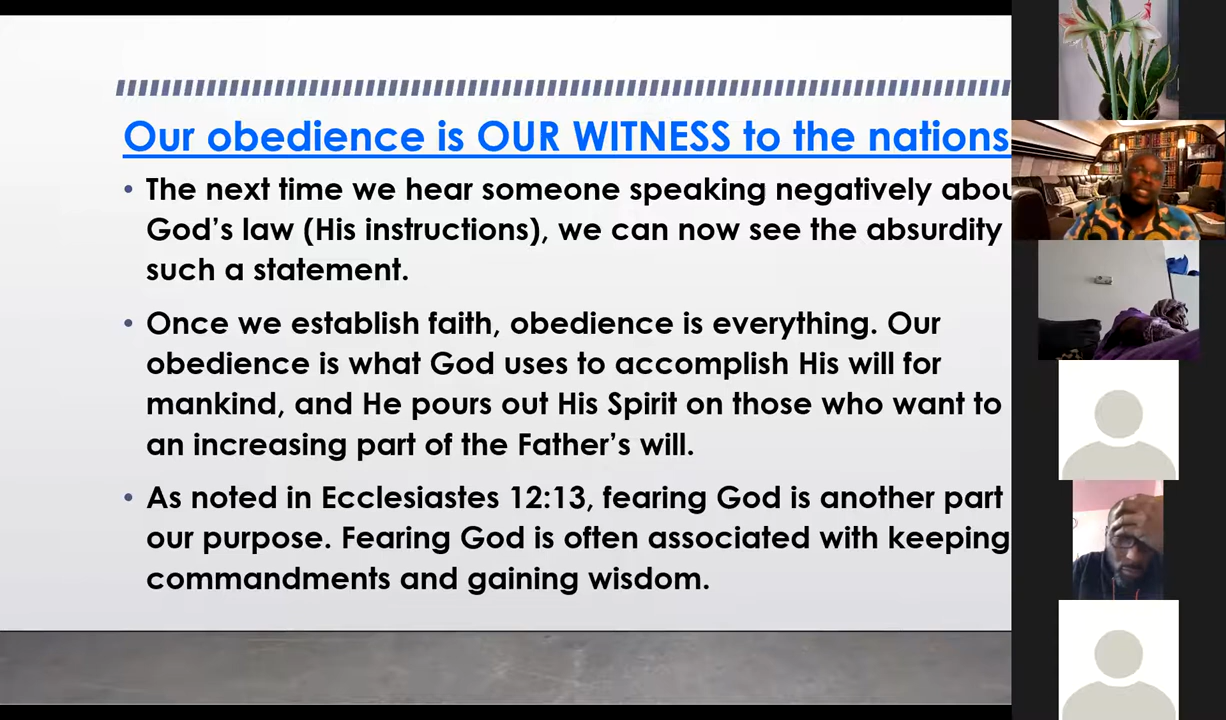 Our obedience is OUR WITNESS to the nations
• The next time we hear someone speaking negatively abou
God's law (His instructions), we can now see the absurdity
such a statement.
• Once we establish faith, obedience is everything. Our
obedience is what God uses to accomplish His will for
mankind, and He pours out His Spirit on those who want to
an increasing part of the Father's will.
• As noted in Ecclesiastes 12:13, fearing God is another part
our purpose. Fearing God is often associated with keeping
commandments and gaining wisdom.